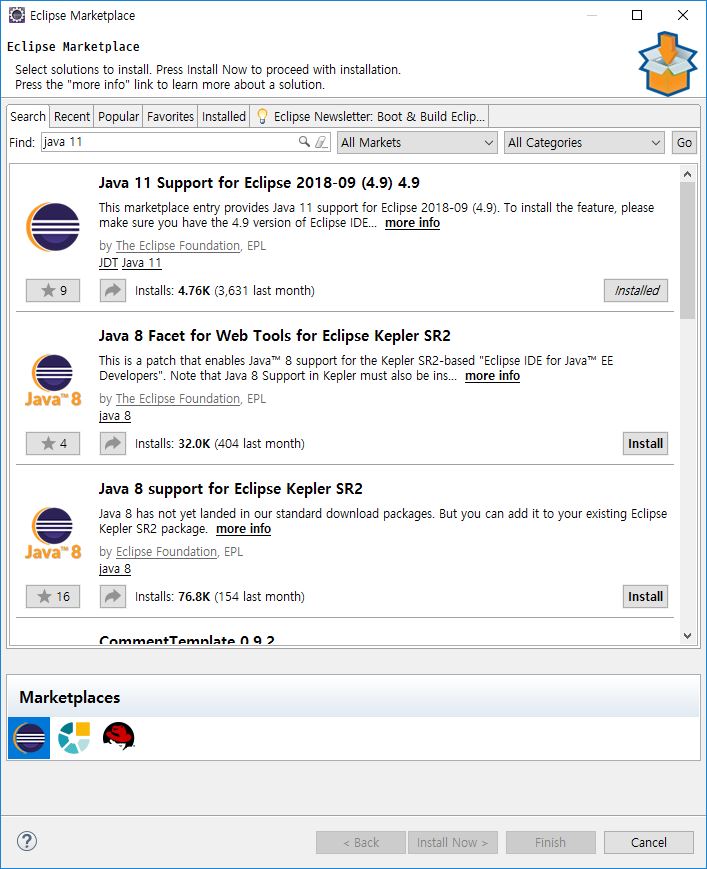 Eclipse Marketplace
Eclipse Marketplace
Select solutions to install. Press Install Now to proceed with installation.
Press the "more info" link to learn more about a solution.
Search Recent Popular Favorites Installed Eclipse Newsletter: Boot & Build Eclip...
Find: java 11 All Markets All Categories Go
Java 11 Support for Eclipse 2018-09 (4.9) 4.9
This marketplace entry provides Java 11 support for Eclipse 2018-09 (4.9). To install the feature, please
make sure you have the 4.9 version of Eclipse IDE... more info
by The Eclipse Foundation, EPL
JDT Java 11
9 Installs: 4.76K (3,631 last month) Installed
Java 8 Facet for Web Tools for Eclipse Kepler SR2
This is a patch that enables Java™ 8 support for the Kepler SR2-based "Eclipse IDE for Java™ EE
Developers". Note that Java 8 Support in Kepler must also be ins... more info
Java™ 8
by The Eclipse Foundation, EPL
java 8
4 Installs: 32.0K (404 last month) Install
Java 8 support for Eclipse Kepler SR2
Java 8 has not yet landed in our standard download packages. But you can add it to your existing Eclipse
Kepler SR2 package. more info
Java™ 8
by Eclipse Foundation, EPL
java 8
16 Installs: 76.8K (154 last month) Install
CommentTemplate 0.9.2
Marketplaces
? < Back Install Now > Finish Cancel